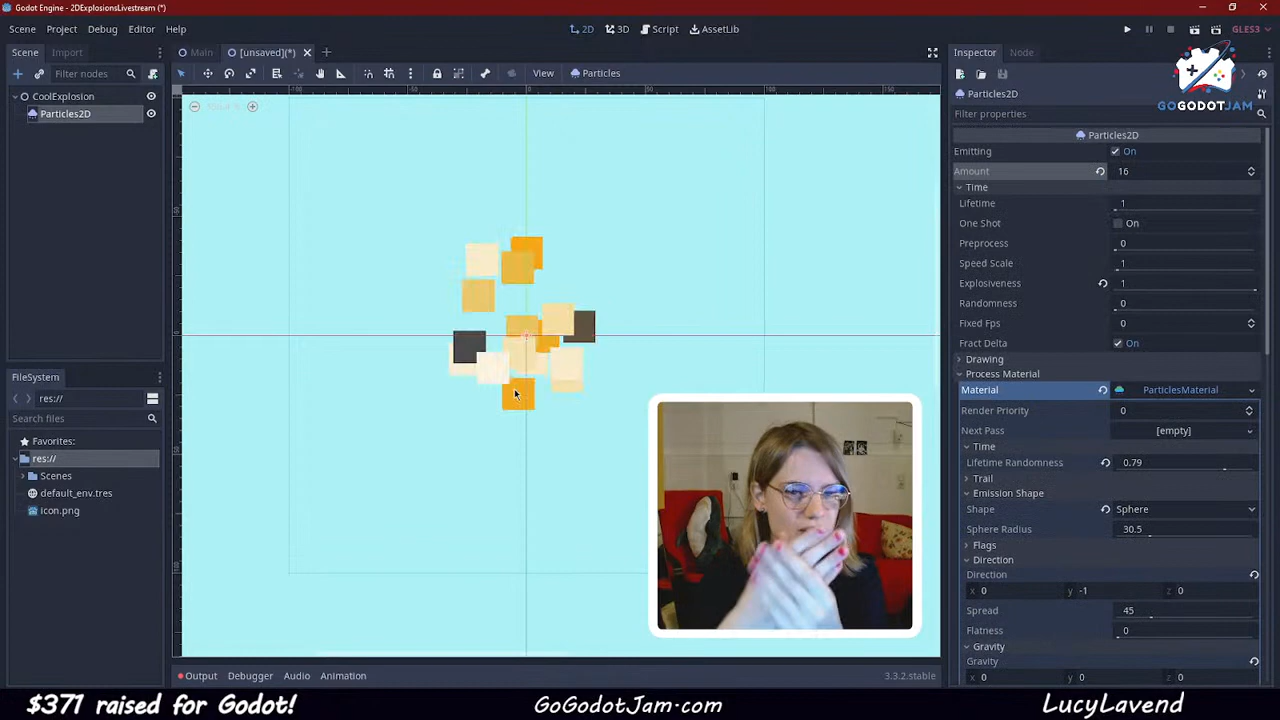 Godot Engine - 2DExplosionsLivestream (*)
Scene Project Debug Editor Help
2D 3D Script AssetLib
GLES3
Scene Import
Main [unsaved](*)
Inspector Node
Filter nodes
View Particles
GOGODOTJAM
CoolExplosion
Particles2D
Particles2D
Filter properties
Particles2D
Emitting On
Amount 16
Time
Lifetime 1
One Shot On
Preprocess 0
Speed Scale 1
Explosiveness 1
Randomness 0
Fixed Fps 0
Fract Delta On
Drawing
Process Material
Material ParticlesMaterial
Render Priority 0
Next Pass [empty]
Time
Lifetime Randomness 0.79
Trail
Emission Shape
Shape Sphere
Sphere Radius 30.5
Flags
Direction
Direction
x 0 y -1 z 0
Spread 45
Flatness 0
Gravity
Gravity
x 0 y 0 z 0
FileSystem
res://
Search files
Favorites:
res://
Scenes
default_env.tres
icon.png
Output Debugger Audio Animation
3.3.2.stable
$371 raised for Godot! GoGodotJam.com LucyLavend